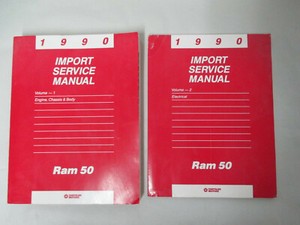 1990
IMPORT
SERVICE
MANUAL
Volume — 1
Engine, Chassis & Body
Ram 50
1990
IMPORT
SERVICE
MANUAL
Volume — 2
Electrical
Ram 50